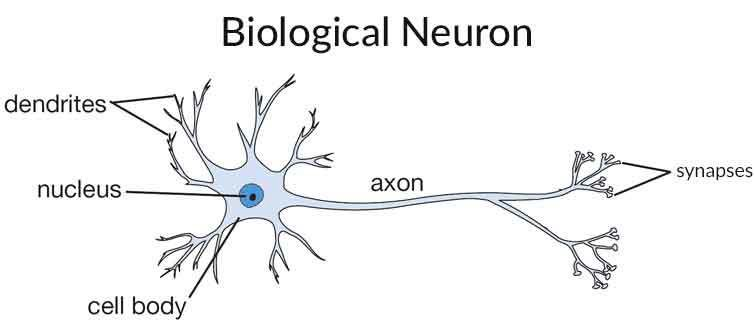 Biological Neuron
dendrites
nucleus
axon
synapses
cell body